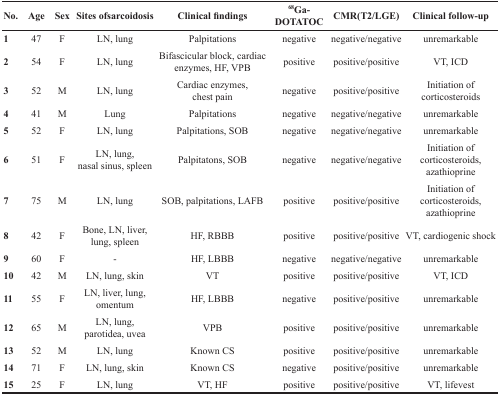 No. Age Sex Sites ofsarcoidosis Clinical findings ⁶⁸Ga-DOTATOC CMR(T2/LGE) Clinical follow-up
1 47 F LN, lung Palpitations negative negative/negative unremarkable
2 54 F LN, lung Bifascicular block, cardiac enzymes, HF, VPB positive positive/positive VT, ICD
3 52 M LN, lung Cardiac enzymes, chest pain negative positive/positive Initiation of corticosteroids
4 41 M Lung Palpitations negative negative/negative unremarkable
5 52 F LN, lung Palpitations, SOB negative negative/negative unremarkable
6 51 F LN, lung, nasal sinus, spleen Palpitatons, SOB negative negative/negative Initiation of corticosteroids, azathioprine
7 75 M LN, lung SOB, palpitations, LAFB positive positive/positive Initiation of corticosteroids, azathioprine
8 42 F Bone, LN, liver, lung, spleen HF, RBBB positive positive/positive VT, cardiogenic shock
9 60 F - HF, LBBB negative negative/negative unremarkable
10 42 M LN, lung, skin VT positive positive/positive VT, ICD
11 55 F LN, liver, lung, omentum HF, LBBB negative positive/positive unremarkable
12 65 M LN, lung, parotidea, uvea VPB positive positive/positive unremarkable
13 52 M LN, lung Known CS positive positive/positive unremarkable
14 71 F LN, lung, skin Known CS negative positive/positive unremarkable
15 25 F LN, lung VT, HF positive positive/positive VT, lifevest